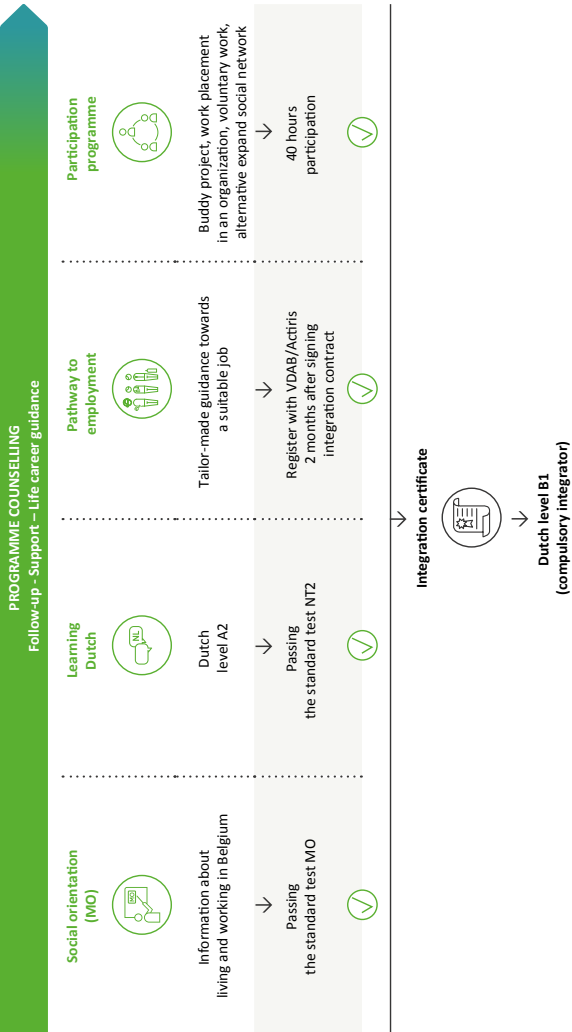 PROGRAMME COUNSELLING
Follow-up - Support – Life career guidance
Social orientation
(MO)
MO
Information about
living and working in Belgium
Passing
the standard test MO
Learning
Dutch
NL
Dutch
level A2
Passing
the standard test NT2
Pathway to
employment
Tailor-made guidance towards
a suitable job
Register with VDAB/Actiris
2 months after signing
integration contract
Participation
programme
Buddy project, work placement
in an organization, voluntary work,
alternative expand social network
40 hours
participation
Integration certificate
Dutch level B1
(compulsory integrator)